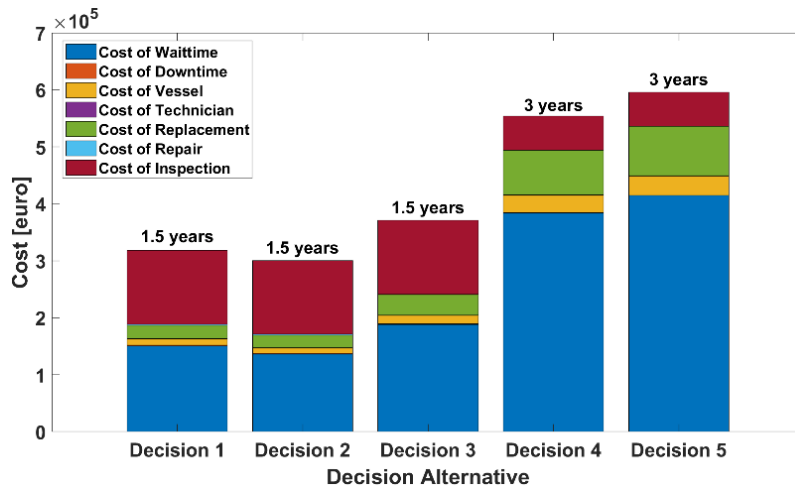 ×10⁵
7
6
5
4
3
2
1
0
Cost [euro]
Cost of Waittime
Cost of Downtime
Cost of Vessel
Cost of Technician
Cost of Replacement
Cost of Repair
Cost of Inspection
1.5 years
1.5 years
1.5 years
3 years
3 years
Decision 1 Decision 2 Decision 3 Decision 4 Decision 5
Decision Alternative